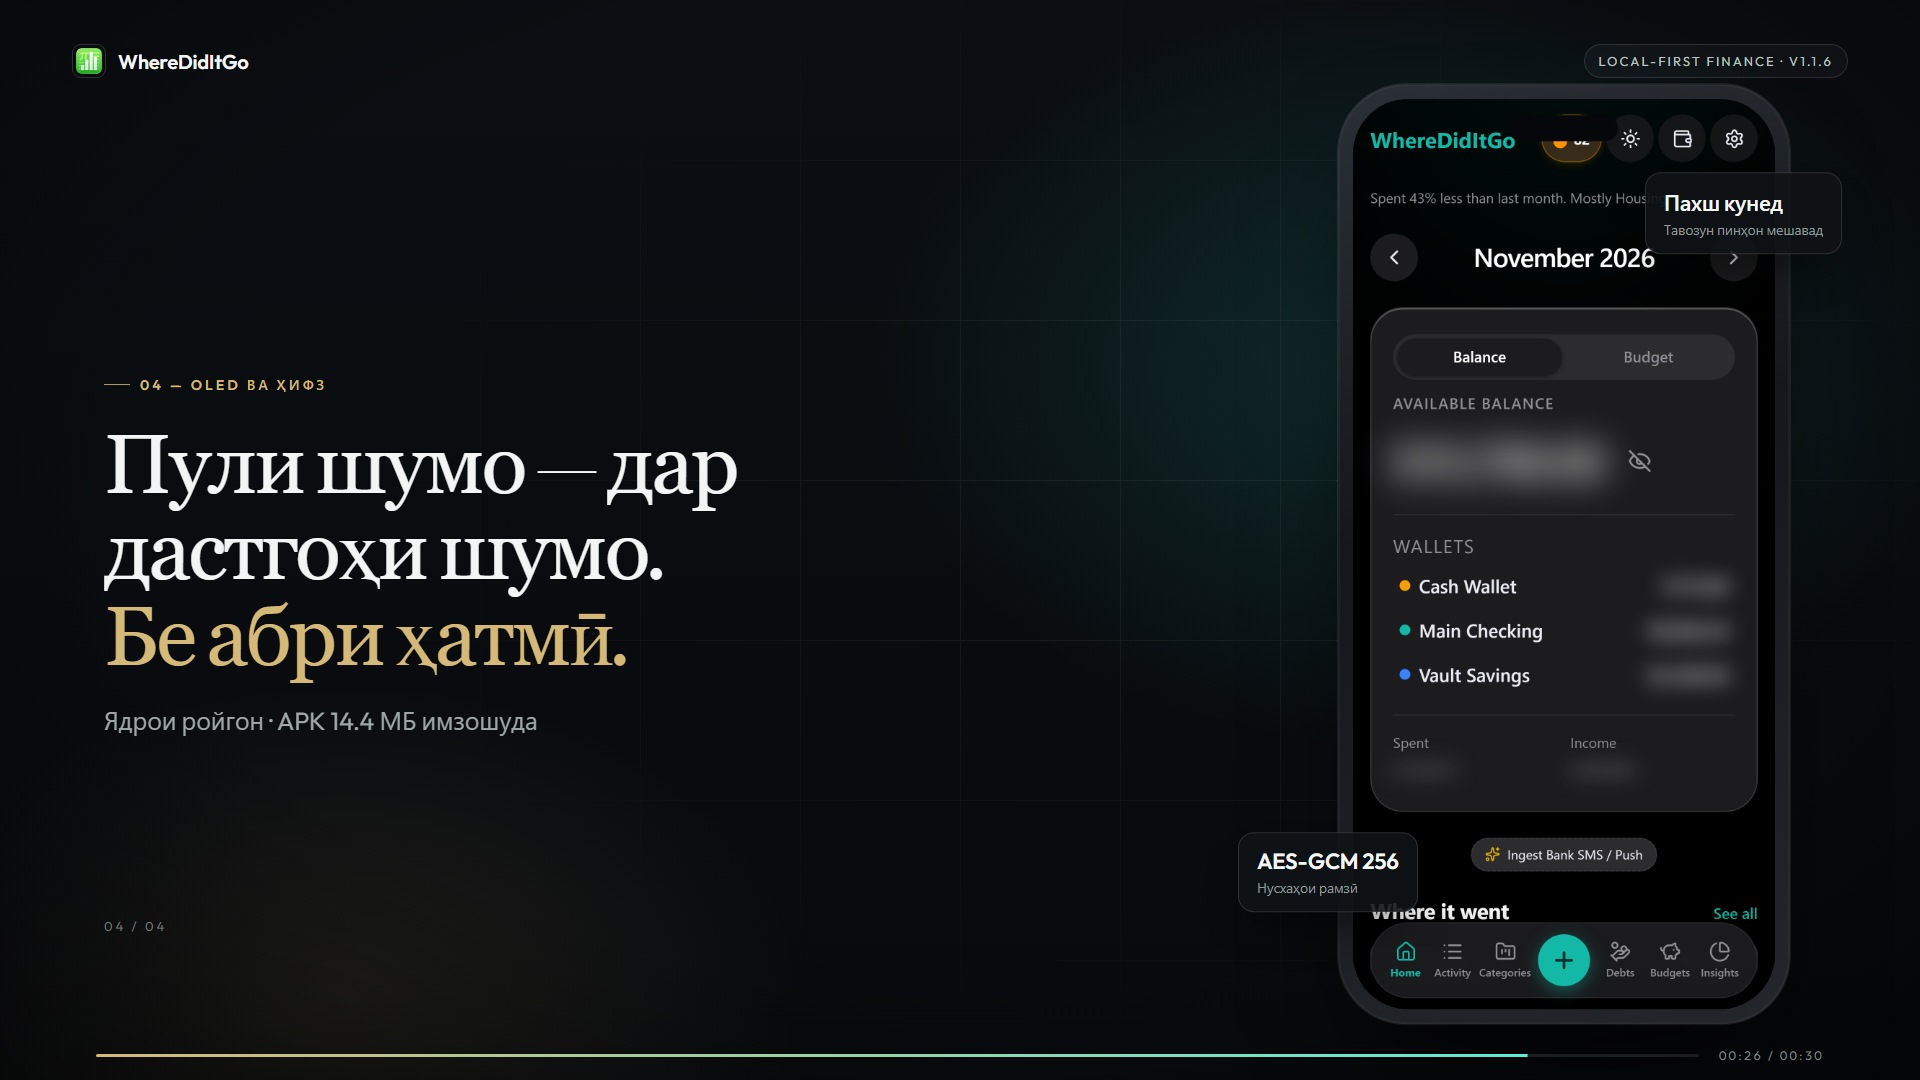 WhereDidItGo
LOCAL-FIRST FINANCE · V1.1.6
04 — OLED ВА ҲИФЗ
Пули шумо — дар
дастгоҳи шумо.
Бе абри ҳатмӣ.
Ядрои ройгон · APK 14.4 МБ имзошуда
04 / 04
WhereDidItGo
Spent 43% less than last month. Mostly
Пахш кунед
Тавозун пинҳон мешавад
November 2026
Balance
Budget
AVAILABLE BALANCE
WALLETS
Cash Wallet
Main Checking
Vault Savings
Spent
Income
Ingest Bank SMS / Push
AES-GCM 256
Нусхаҳои рамзӣ
Where it went
See all
Home
Activity
Categories
Debts
Budgets
Insights
00:26 / 00:30